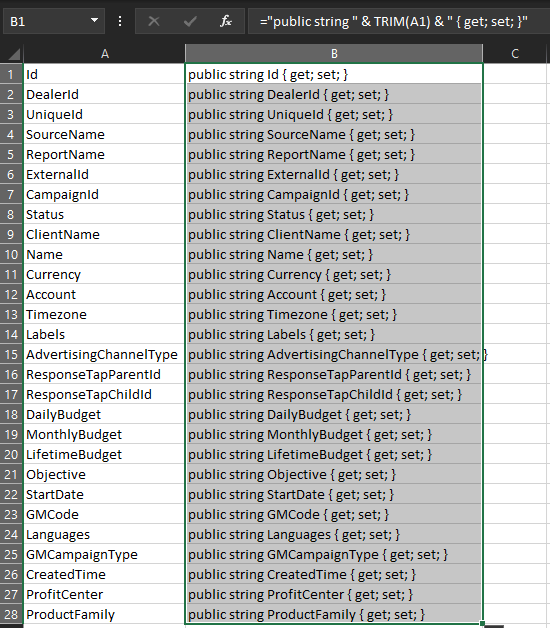 B1 fx ="public string " & TRIM(A1) & " { get; set; }"
A B C
1 Id public string Id { get; set; }
2 DealerId public string DealerId { get; set; }
3 UniqueId public string UniqueId { get; set; }
4 SourceName public string SourceName { get; set; }
5 ReportName public string ReportName { get; set; }
6 ExternalId public string ExternalId { get; set; }
7 CampaignId public string CampaignId { get; set; }
8 Status public string Status { get; set; }
9 ClientName public string ClientName { get; set; }
10 Name public string Name { get; set; }
11 Currency public string Currency { get; set; }
12 Account public string Account { get; set; }
13 Timezone public string Timezone { get; set; }
14 Labels public string Labels { get; set; }
15 AdvertisingChannelType public string AdvertisingChannelType { get; set; }
16 ResponseTapParentId public string ResponseTapParentId { get; set; }
17 ResponseTapChildId public string ResponseTapChildId { get; set; }
18 DailyBudget public string DailyBudget { get; set; }
19 MonthlyBudget public string MonthlyBudget { get; set; }
20 LifetimeBudget public string LifetimeBudget { get; set; }
21 Objective public string Objective { get; set; }
22 StartDate public string StartDate { get; set; }
23 GMCode public string GMCode { get; set; }
24 Languages public string Languages { get; set; }
25 GMCampaignType public string GMCampaignType { get; set; }
26 CreatedTime public string CreatedTime { get; set; }
27 ProfitCenter public string ProfitCenter { get; set; }
28 ProductFamily public string ProductFamily { get; set; }